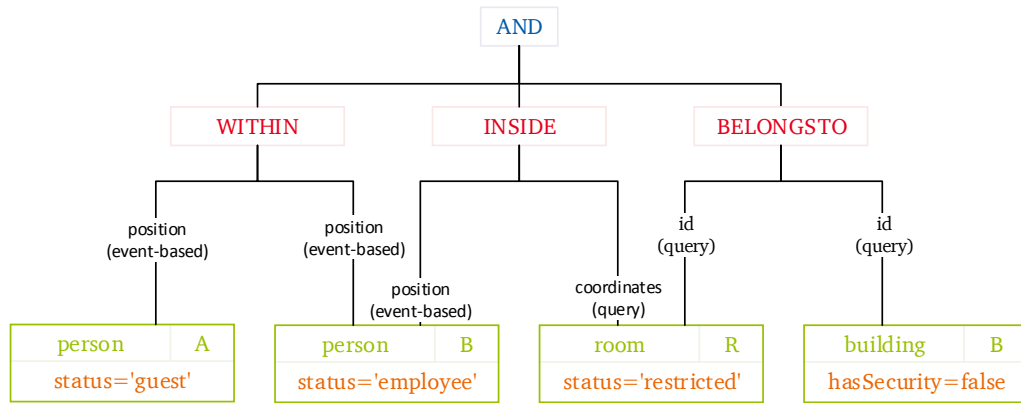 AND
WITHIN
INSIDE
BELONGSTO
position
(event-based)
position
(event-based)
position
(event-based)
coordinates
(query)
id
(query)
id
(query)
person A
status='guest'
person B
status='employee'
room R
status='restricted'
building B
hasSecurity=false